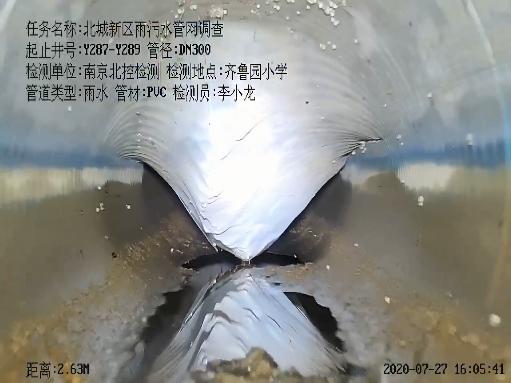 任务名称:北城新区雨污水管网调查
起止井号:Y287-Y289 管径:DN300
检测单位:南京北控检测 检测地点:齐鲁园小学
管道类型:雨水 管材:PVC 检测员:李小龙
距离:2.63M
2020-07-27 16:05:41